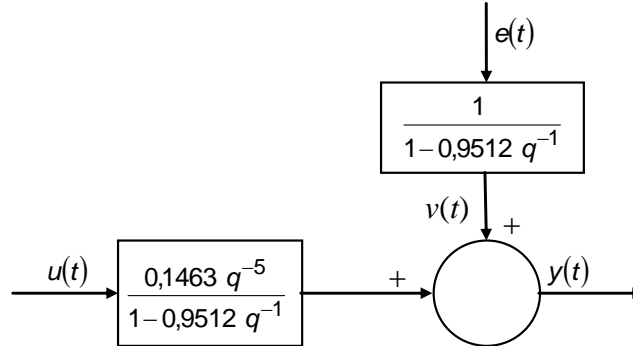 e(t)
1
1−0,9512 q⁻¹
v(t)
+
u(t)
0,1463 q⁻⁵
1−0,9512 q⁻¹
+
y(t)